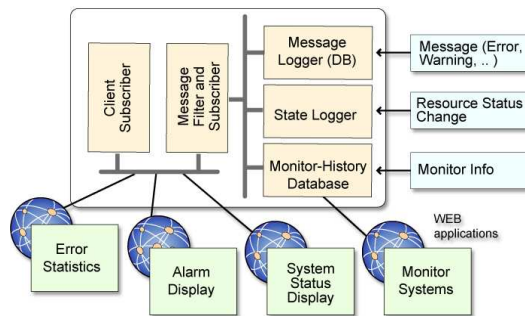 Client
Subscriber
Message
Filter and
Subscriber
Message
Logger (DB)
State Logger
Monitor-History
Database
Message (Error,
Warning, .. )
Resource Status
Change
Monitor Info
WEB
applications
Error
Statistics
Alarm
Display
System
Status
Display
Monitor
Systems